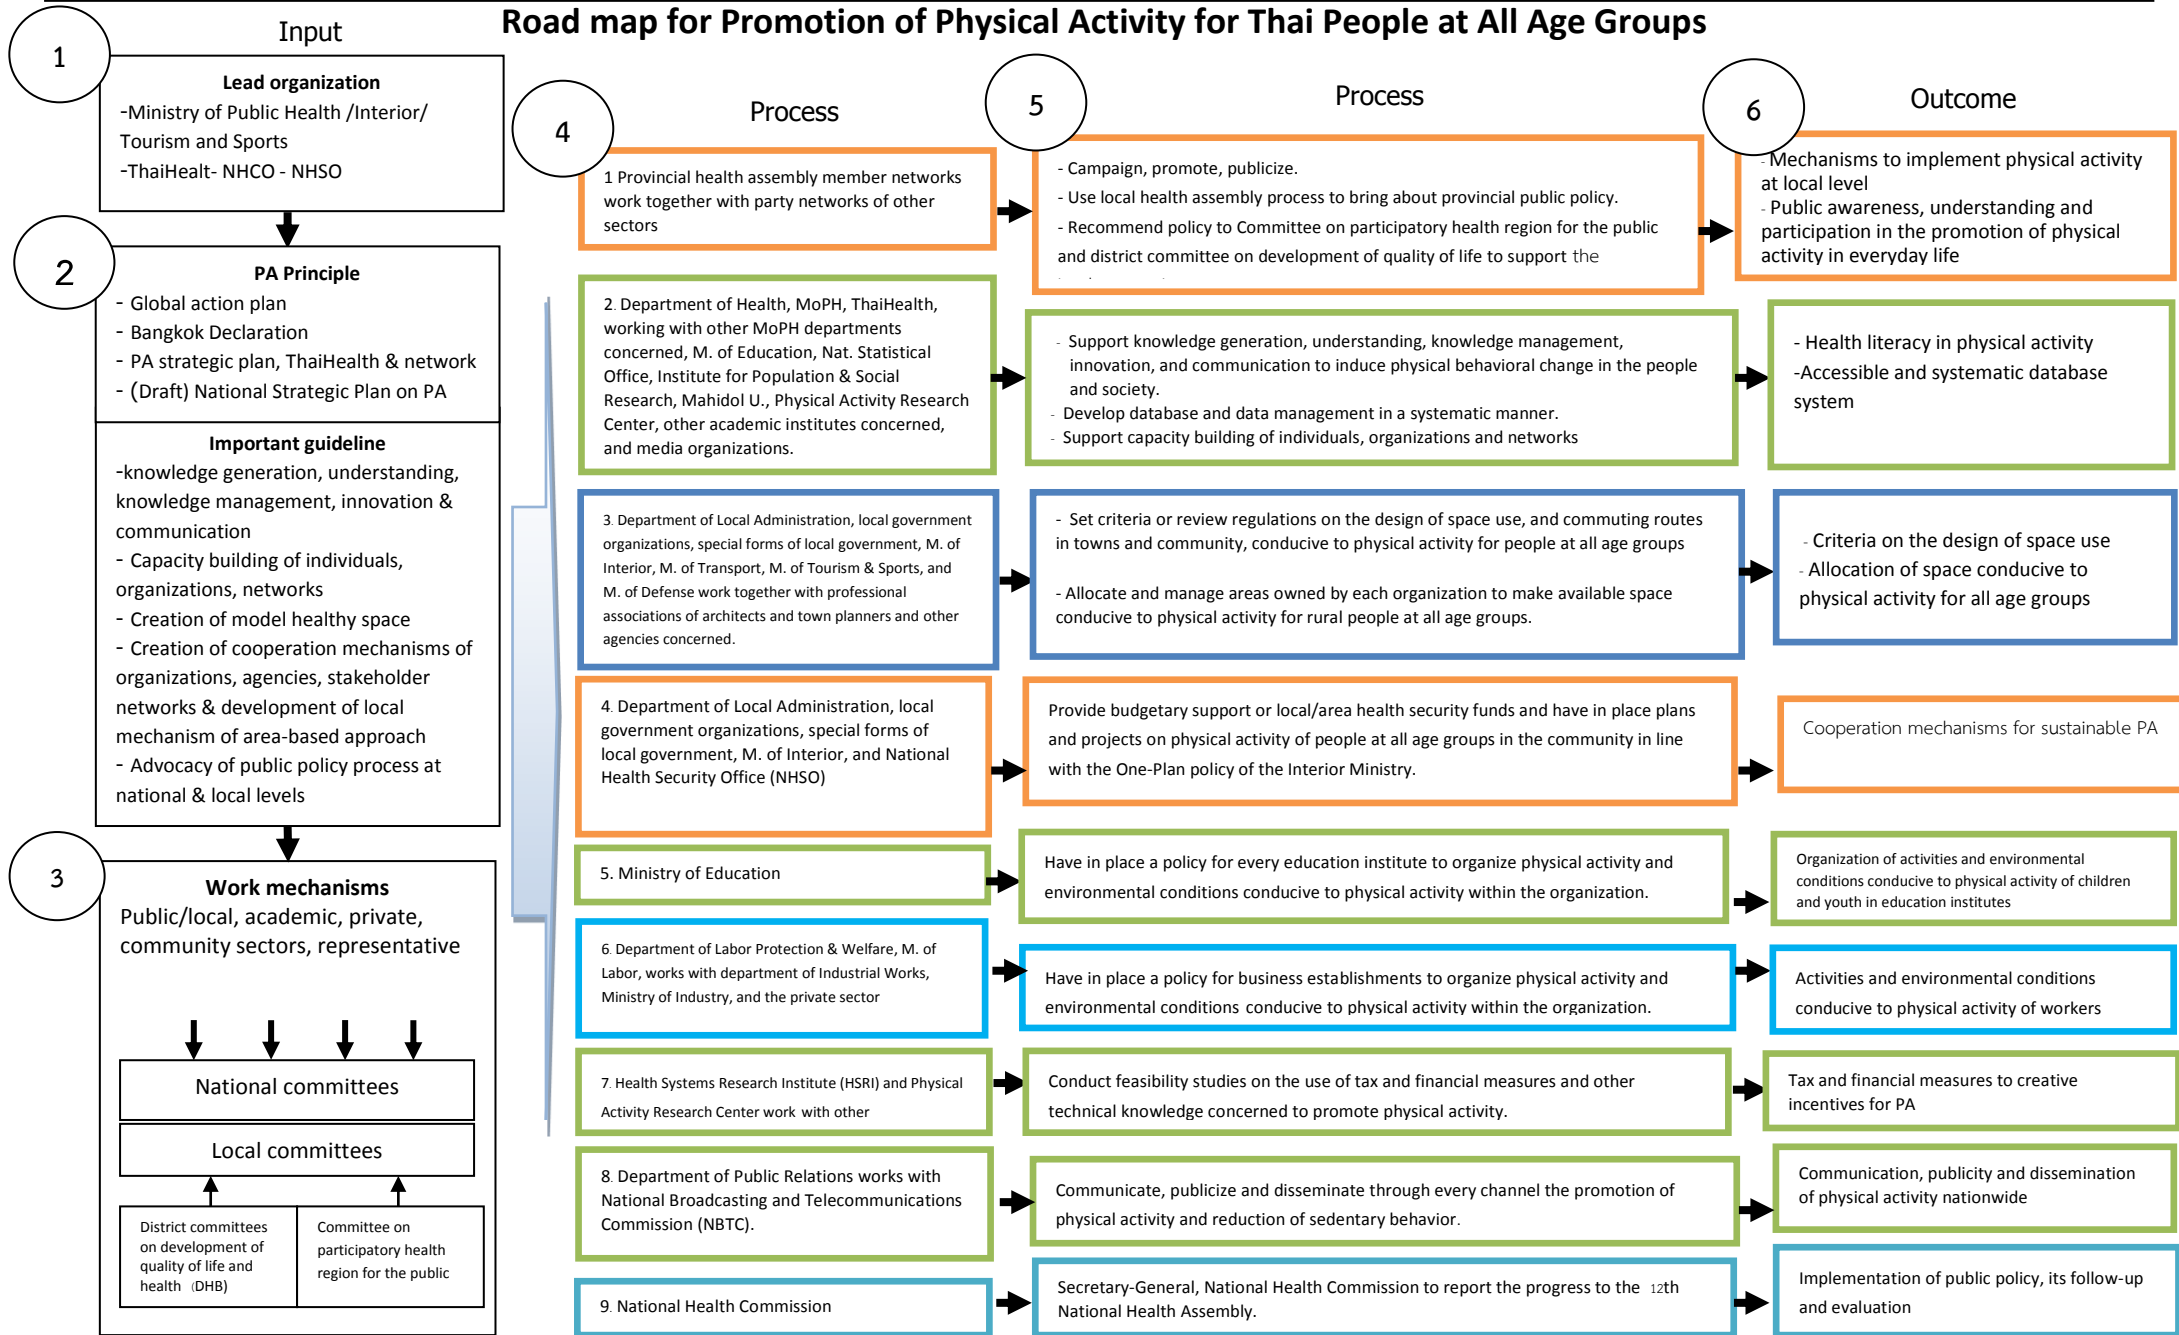 Road map for Promotion of Physical Activity for Thai People at All Age Groups
1
Input
Lead organization
-Ministry of Public Health /Interior/
Tourism and Sports
-ThaiHealt- NHCO - NHSO
2
PA Principle
- Global action plan
- Bangkok Declaration
- PA strategic plan, ThaiHealth & network
- (Draft) National Strategic Plan on PA
Important guideline
-knowledge generation, understanding,
knowledge management, innovation &
communication
- Capacity building of individuals,
organizations, networks
- Creation of model healthy space
- Creation of cooperation mechanisms of
organizations, agencies, stakeholder
networks & development of local
mechanism of area-based approach
- Advocacy of public policy process at
national & local levels
3
Work mechanisms
Public/local, academic, private,
community sectors, representative
National committees
Local committees
District committees
on development of
quality of life and
health (DHB)
Committee on
participatory health
region for the public
4
Process
5
Process
6
Outcome
1 Provincial health assembly member networks
work together with party networks of other
sectors
- Campaign, promote, publicize.
- Use local health assembly process to bring about provincial public policy.
- Recommend policy to Committee on participatory health region for the public
and district committee on development of quality of life to support the
- Mechanisms to implement physical activity
at local level
- Public awareness, understanding and
participation in the promotion of physical
activity in everyday life
2. Department of Health, MoPH, ThaiHealth,
working with other MoPH departments
concerned, M. of Education, Nat. Statistical
Office, Institute for Population & Social
Research, Mahidol U., Physical Activity Research
Center, other academic institutes concerned,
and media organizations.
- Support knowledge generation, understanding, knowledge management,
innovation, and communication to induce physical behavioral change in the people
and society.
- Develop database and data management in a systematic manner.
- Support capacity building of individuals, organizations and networks
- Health literacy in physical activity
-Accessible and systematic database
system
3. Department of Local Administration, local government
organizations, special forms of local government, M. of
Interior, M. of Transport, M. of Tourism & Sports, and
M. of Defense work together with professional
associations of architects and town planners and other
agencies concerned.
- Set criteria or review regulations on the design of space use, and commuting routes
in towns and community, conducive to physical activity for people at all age groups
- Allocate and manage areas owned by each organization to make available space
conducive to physical activity for rural people at all age groups.
- Criteria on the design of space use
- Allocation of space conducive to
physical activity for all age groups
4. Department of Local Administration, local
government organizations, special forms of
local government, M. of Interior, and National
Health Security Office (NHSO)
Provide budgetary support or local/area health security funds and have in place plans
and projects on physical activity of people at all age groups in the community in line
with the One-Plan policy of the Interior Ministry.
Cooperation mechanisms for sustainable PA
5. Ministry of Education
Have in place a policy for every education institute to organize physical activity and
environmental conditions conducive to physical activity within the organization.
Organization of activities and environmental
conditions conducive to physical activity of children
and youth in education institutes
6. Department of Labor Protection & Welfare, M. of
Labor, works with department of Industrial Works,
Ministry of Industry, and the private sector
Have in place a policy for business establishments to organize physical activity and
environmental conditions conducive to physical activity within the organization.
Activities and environmental conditions
conducive to physical activity of workers
7. Health Systems Research Institute (HSRI) and Physical
Activity Research Center work with other
Conduct feasibility studies on the use of tax and financial measures and other
technical knowledge concerned to promote physical activity.
Tax and financial measures to creative
incentives for PA
8. Department of Public Relations works with
National Broadcasting and Telecommunications
Commission (NBTC).
Communicate, publicize and disseminate through every channel the promotion of
physical activity and reduction of sedentary behavior.
Communication, publicity and dissemination
of physical activity nationwide
9. National Health Commission
Secretary-General, National Health Commission to report the progress to the 12th
National Health Assembly.
Implementation of public policy, its follow-up
and evaluation